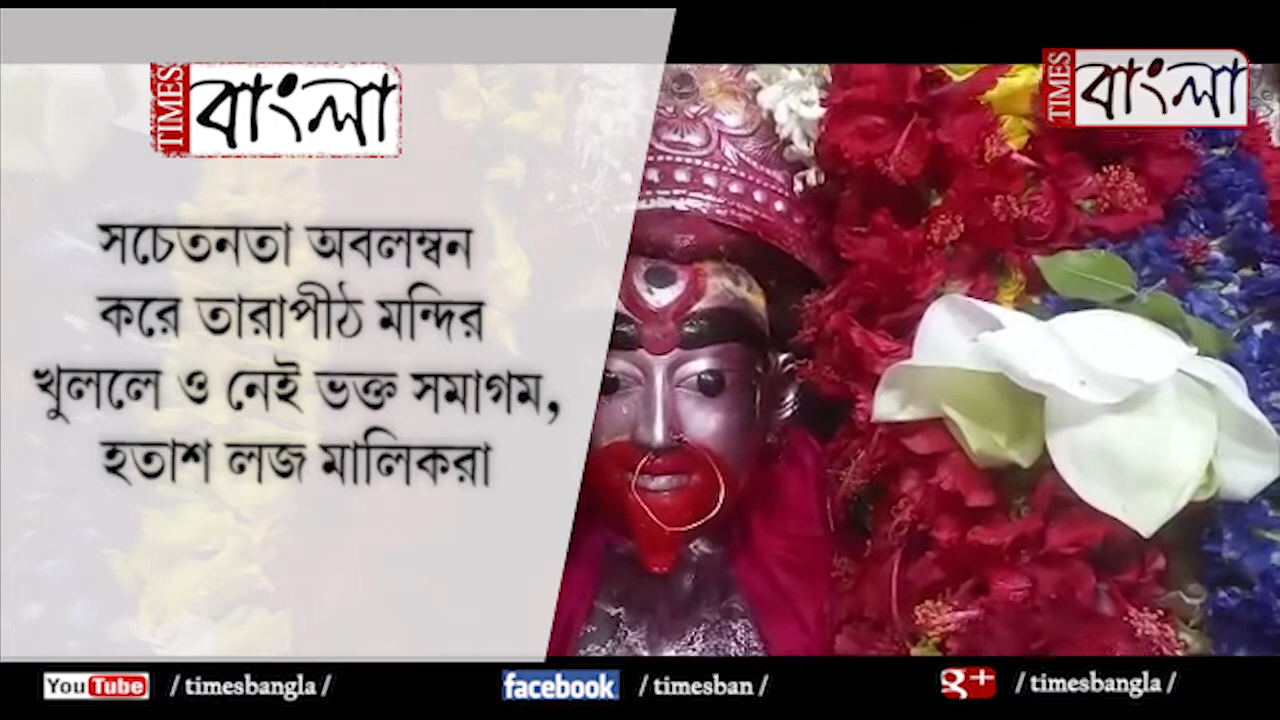 TIMES বাংলা
TIMES বাংলা
সচেতনতা অবলম্বন
করে তারাপীঠ মন্দির
খুললে ও নেই ভক্ত সমাগম,
হতাশ লজ মালিকরা
YouTube / timesbangla /
facebook / timesban /
g+ / timesbangla /